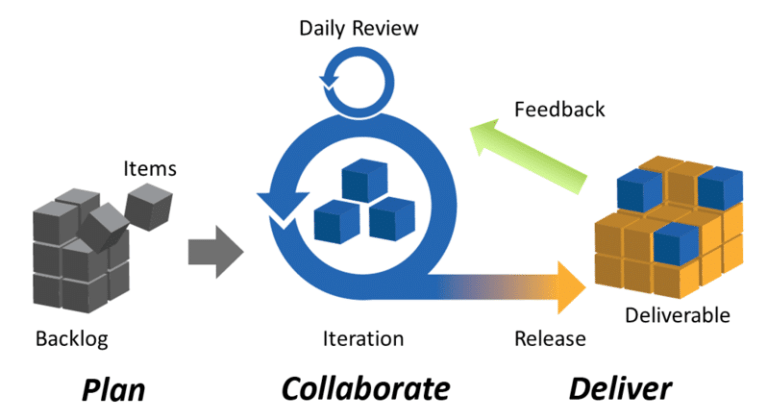 Daily Review
Feedback
Items
Deliverable
Backlog
Iteration
Release
Plan
Collaborate
Deliver